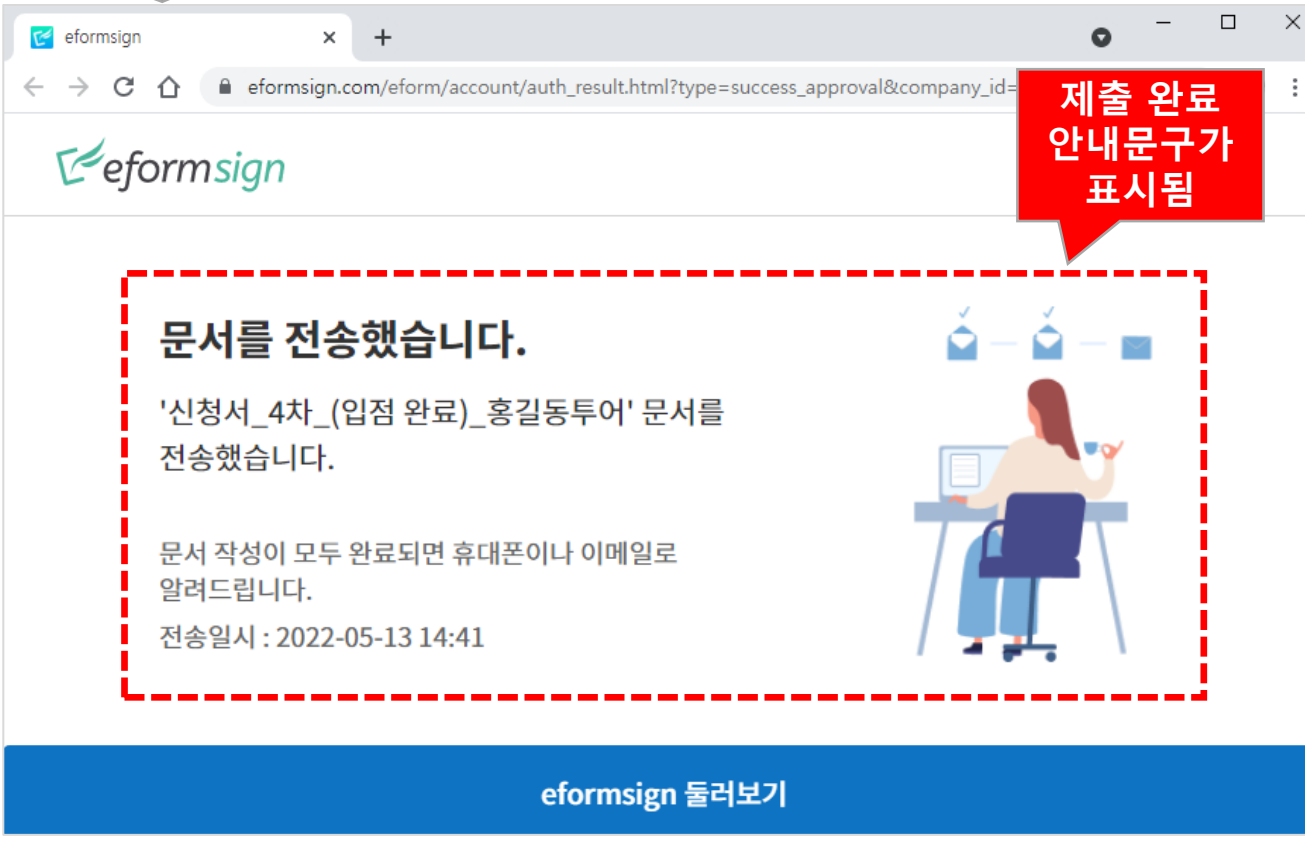 eformsign
eformsign.com/eform/account/auth_result.html?type=success_approval&company_id=
제출 완료
안내문구가
표시됨
eformsign
문서를 전송했습니다.
'신청서_4차_(입점 완료)_홍길동투어' 문서를
전송했습니다.
문서 작성이 모두 완료되면 휴대폰이나 이메일로
알려드립니다.
전송일시 : 2022-05-13 14:41
eformsign 둘러보기